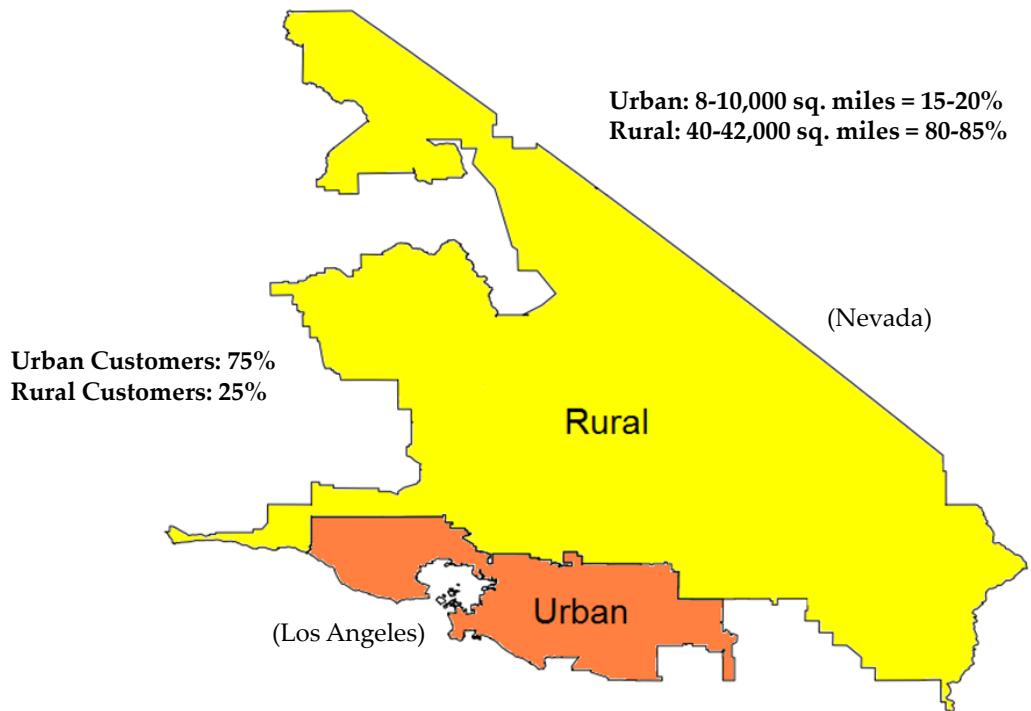 Urban: 8-10,000 sq. miles = 15-20%
Rural: 40-42,000 sq. miles = 80-85%
(Nevada)
Urban Customers: 75%
Rural Customers: 25%
Rural
Urban
(Los Angeles)